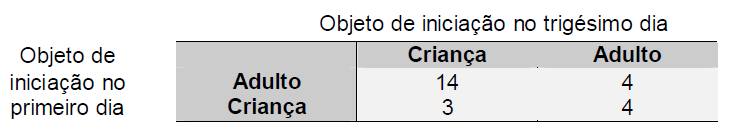 Objeto de iniciação no trigésimo dia
Objeto de
iniciação no
primeiro dia
Criança Adulto
Adulto 14 4
Criança 3 4